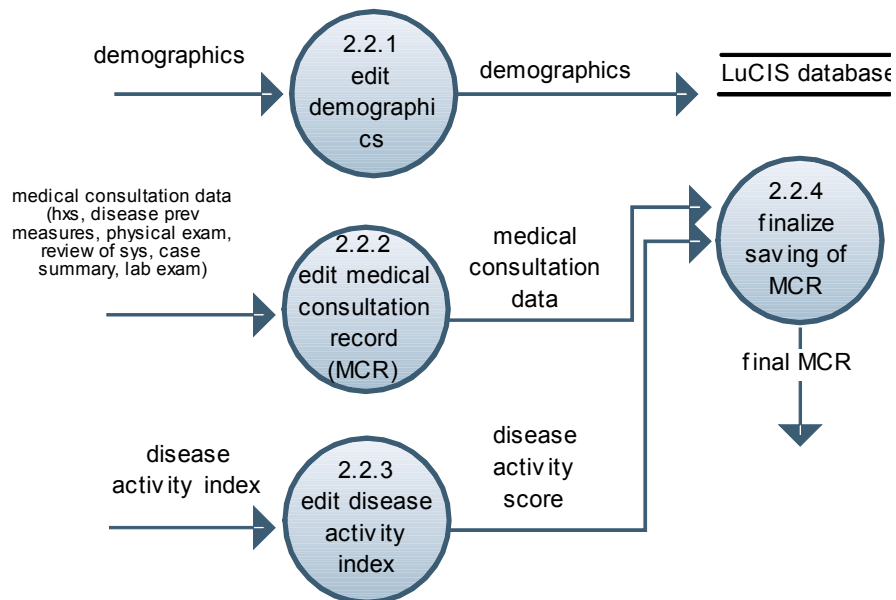 demographics
2.2.1
edit
demographi
cs
demographics
LuCIS database
medical consultation data
(hxs, disease prev
measures, physical exam,
review of sys, case
summary, lab exam)
2.2.2
edit medical
consultation
record
(MCR)
medical
consultation
data
2.2.4
finalize
saving of
MCR
final MCR
disease
activity index
2.2.3
edit disease
activity
index
disease
activity
score